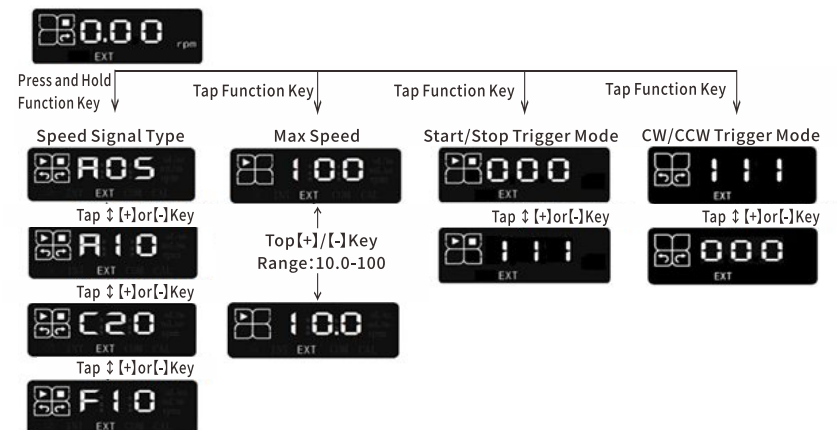 0.00 rpm
EXT
Press and Hold
Function Key
Tap Function Key
Tap Function Key
Tap Function Key
Speed Signal Type
Max Speed
Start/Stop Trigger Mode
CW/CCW Trigger Mode
A05
EXT
100
EXT
000
EXT
111
EXT
Tap ↕【+】or【-】Key
Tap ↕【+】or【-】Key
Tap ↕【+】or【-】Key
A10
EXT
Top【+】/【-】Key
Range:10.0-100
111
EXT
000
EXT
Tap ↕【+】or【-】Key
C20
EXT
10.0
EXT
Tap ↕【+】or【-】Key
F10
EXT